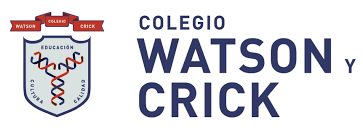 WATSON COLEGIO CRICK
EDUCACIÓN
CULTURA
CALIDAD
COLEGIO
WATSON Y
CRICK